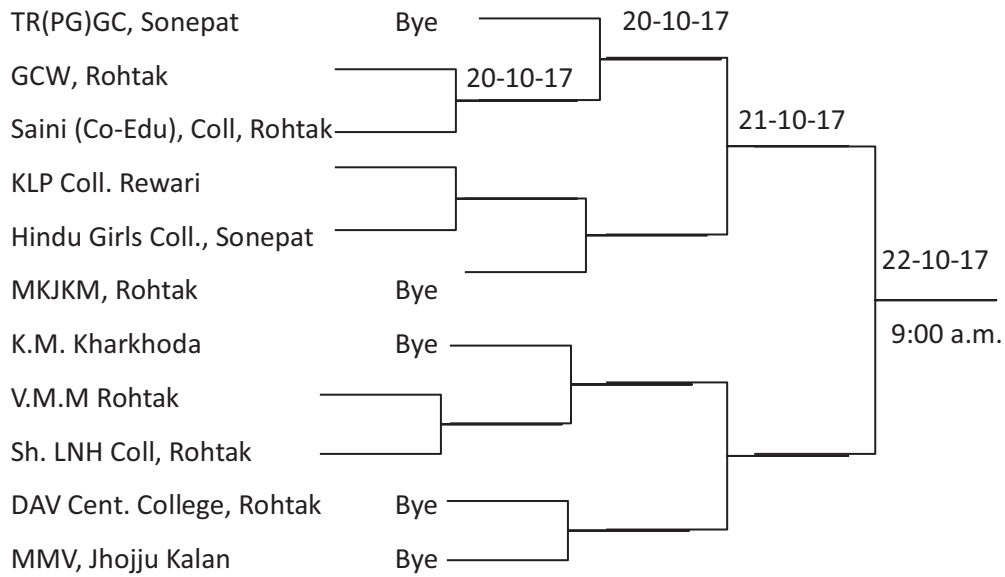 TR(PG)GC, Sonepat Bye 20-10-17
GCW, Rohtak 20-10-17
Saini (Co-Edu), Coll, Rohtak 21-10-17
KLP Coll. Rewari
Hindu Girls Coll., Sonepat
22-10-17
MKJKM, Rohtak Bye
K.M. Kharkhoda Bye 9:00 a.m.
V.M.M Rohtak
Sh. LNH Coll, Rohtak
DAV Cent. College, Rohtak Bye
MMV, Jhojju Kalan Bye